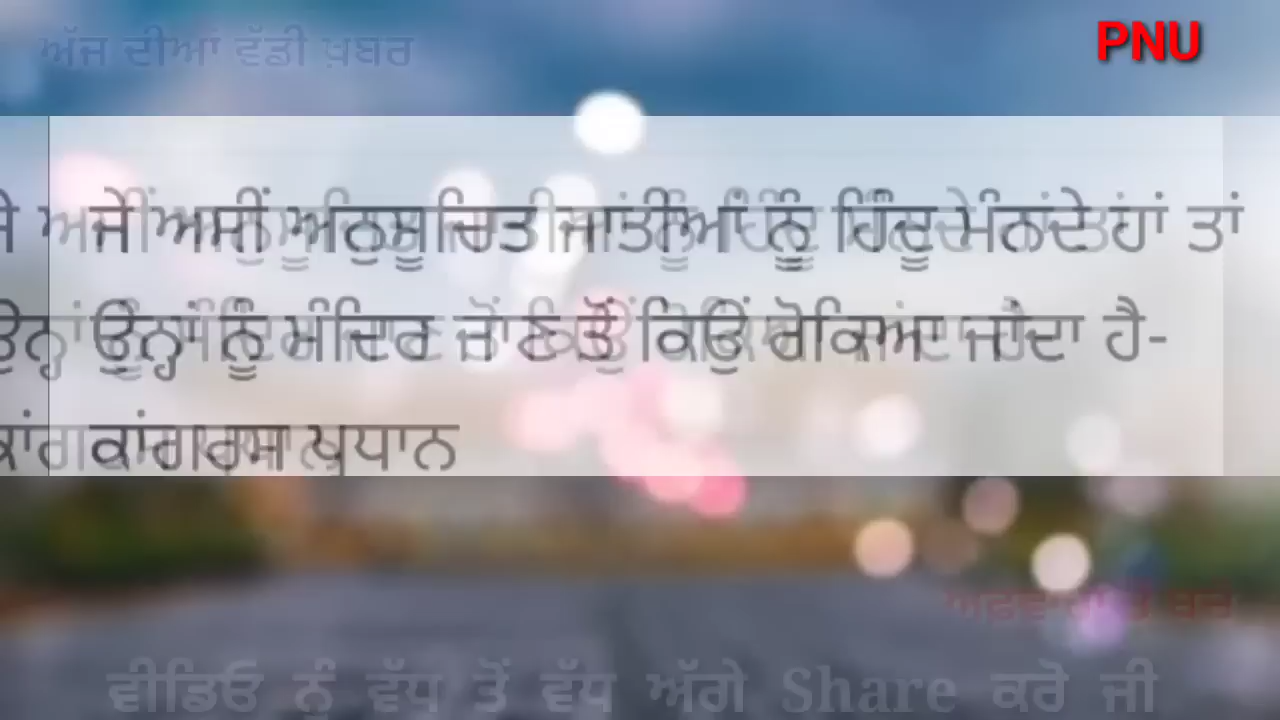 ਅੱਜ ਦੀਆਂ ਵੱਡੀ ਖ਼ਬਰ
PNU
ਜੇ ਅਸੀਂ ਅਨੁਸੂਚਿਤ ਜਾਤੀਆਂ ਨੂੰ ਹਿੰਦੂ ਮੰਨਦੇ ਹਾਂ ਤਾਂ
ਉਨ੍ਹਾਂ ਨੂੰ ਮੰਦਿਰ ਜਾਣ ਤੋਂ ਕਿਉਂ ਰੋਕਿਆ ਜਾਂਦਾ ਹੈ-
ਕਾਂਗਰਸ ਪ੍ਰਧਾਨ
ਵੀਡਿਓ ਨੂੰ ਵੱਧ ਤੋਂ ਵੱਧ ਅੱਗੇ Share ਕਰੋ ਜੀ